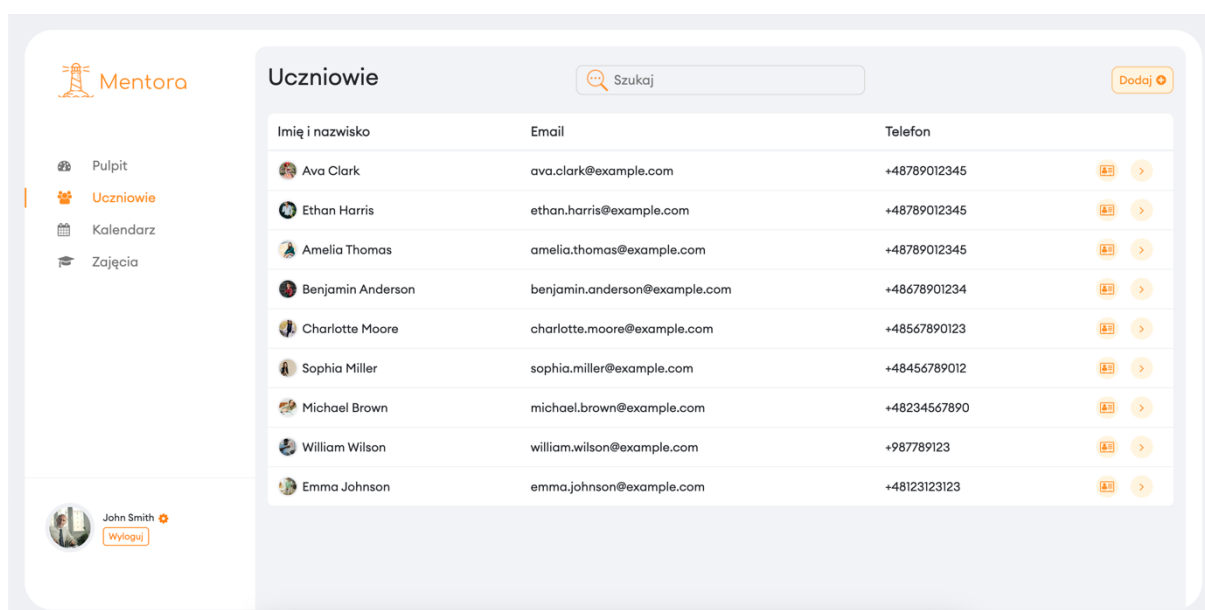 Mentora
Pulpit
Uczniowie
Kalendarz
Zajęcia
John Smith
Wyloguj
Uczniowie
Szukaj
Dodaj
Imię i nazwisko Email Telefon
Ava Clark ava.clark@example.com +48789012345
Ethan Harris ethan.harris@example.com +48789012345
Amelia Thomas amelia.thomas@example.com +48789012345
Benjamin Anderson benjamin.anderson@example.com +48678901234
Charlotte Moore charlotte.moore@example.com +48567890123
Sophia Miller sophia.miller@example.com +48456789012
Michael Brown michael.brown@example.com +48234567890
William Wilson william.wilson@example.com +987789123
Emma Johnson emma.johnson@example.com +48123123123